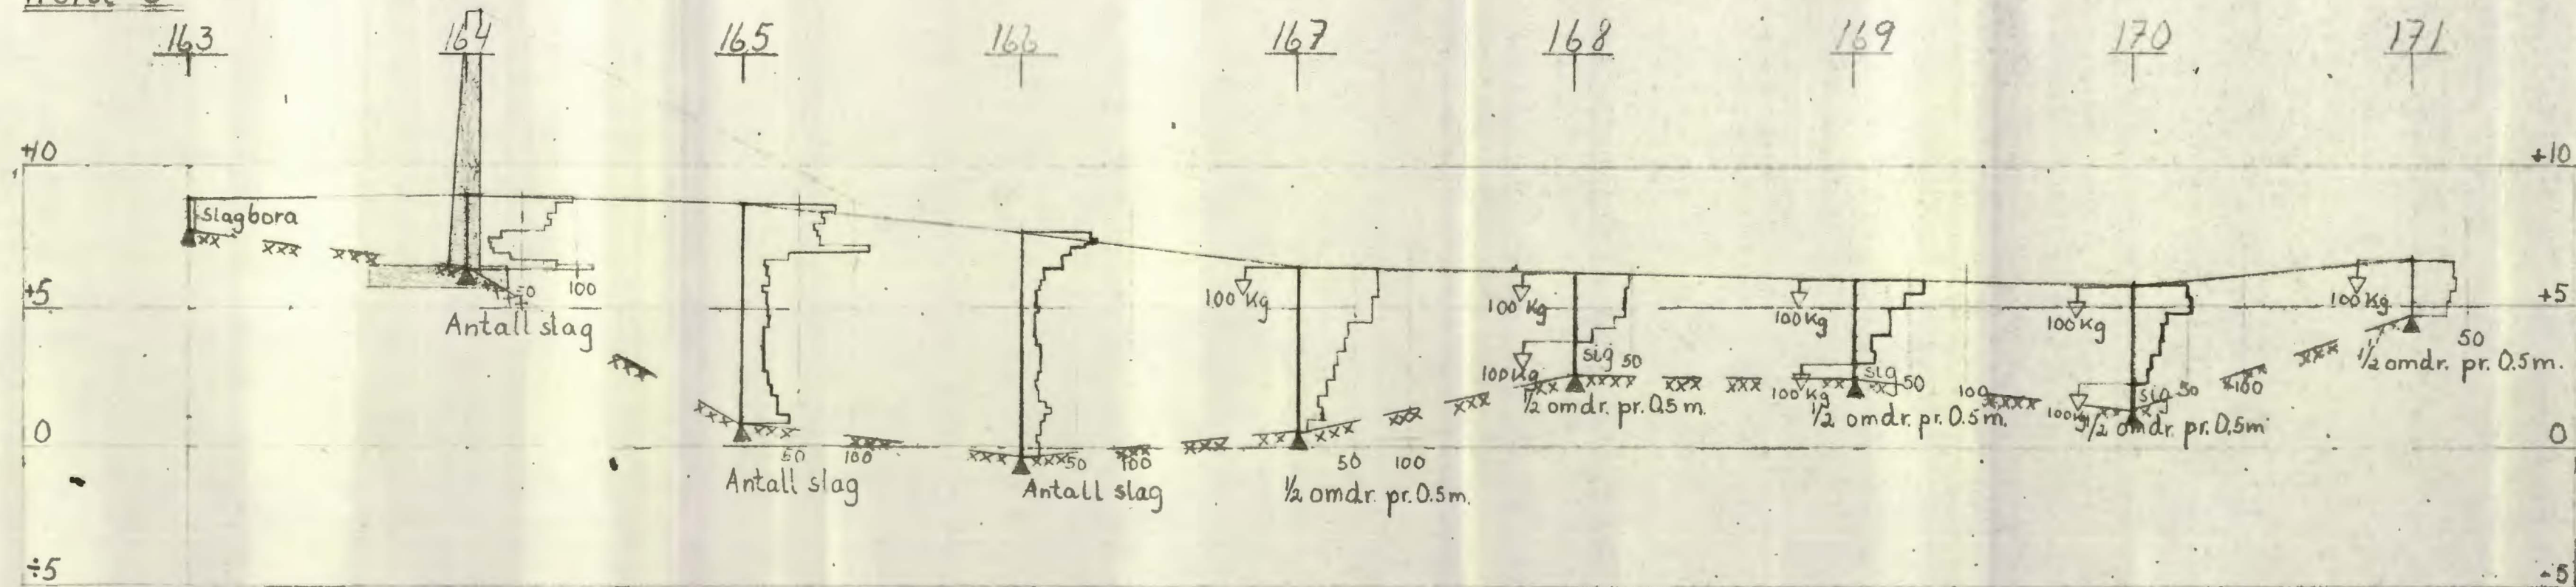 163 164 165 166 167 168 169 170 171
+10 +10
slagbora
+5 +5
50 100
Antall slag
100 Kg
100 Kg
100 Kg
100 Kg
100 Kg
sig 50
100 Kg
1/2 omdr. pr. 0.5 m.
sig 50 100
100 Kg
1/2 omdr. pr. 0.5 m.
sig 50 100
100 Kg
1/2 omdr. pr. 0.5 m
50
1/2 omdr. pr. 0.5 m.
0 0
50 100
Antall slag
50 100
Antall slag
50 100
1/2 omdr. pr. 0.5 m.
÷5 -5